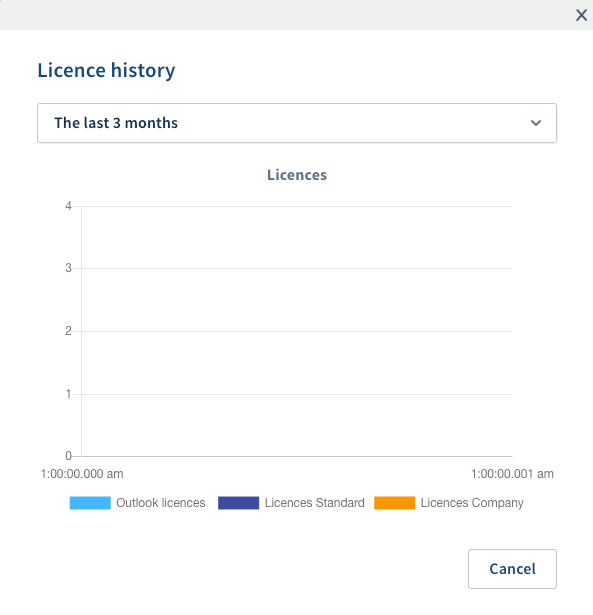 Licence history
The last 3 months
Licences
4
3
2
1
0
1:00:00.000 am 1:00:00.001 am
Outlook licences Licences Standard Licences Company
Cancel